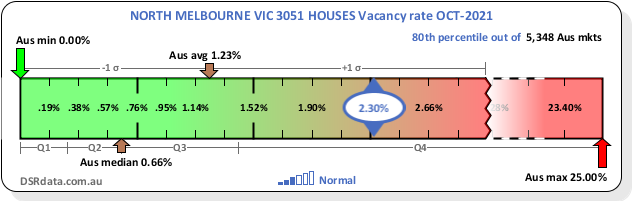 NORTH MELBOURNE VIC 3051 HOUSES Vacancy rate OCT-2021
80th percentile out of 5,348 Aus mkts
Aus min 0.00%
Aus avg 1.23%
-1 σ +1 σ
.19% .38% .57% .76% .95% 1.14% 1.52% 1.90% 2.30% 2.66% 23.40%
Q1 Q2 Q3 Q4
Aus median 0.66%
DSRdata.com.au Normal Aus max 25.00%